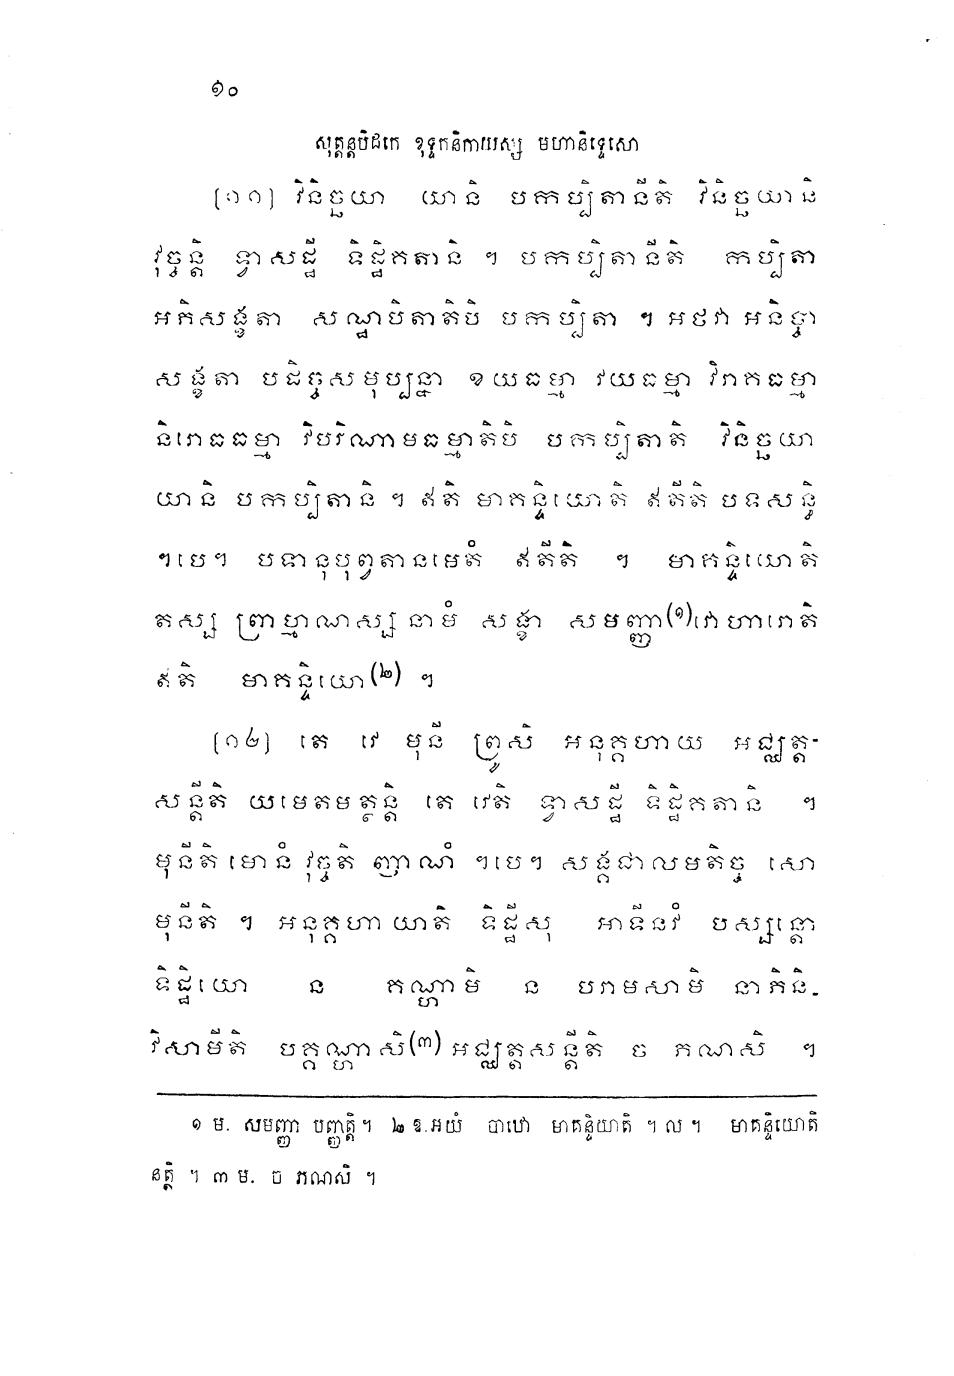 ១០
សុត្តន្តបិដកេ ខុទ្ទកនិកាយស្ស មហានិទ្ទេសោ
[១១] វិនិច្ឆយា យានិ បកប្បិតានីតិ វិនិច្ឆយានិ
វុច្ចន្តិ ទ្វាសដ្ឋី ទិដ្ឋិគតានិ ។ បកប្បិតានីតិ កប្បិតា
អភិសង្ខតា សណ្ឋបិតាតិបិ បកប្បិតា ។ អថវា អនិច្ចា
សង្ខតា បដិច្ចសមុប្បន្នា ខយធម្មា វយធម្មា វិរាគធម្មា
និរោធធម្មា វិបរិណាមធម្មាតិបិ បកប្បិតាតិ វិនិច្ឆយា
យានិ បកប្បិតានិ ។ ឥតិ មាគន្ទិយោតិ ឥតីតិ បទសន្ធិ
។បេ។ បទានុបុព្វតានមេតំ ឥតីតិ ។ មាគន្ទិយោតិ
តស្ស ព្រាហ្មណស្ស នាមំ សង្ខា សមញ្ញា(១)វោហារោតិ
ឥតិ មាគន្ទិយោ(២) ។
[១២] តេ វេ មុនី ព្រូសិ អនុគ្គហាយ អជ្ឈត្ត-
សន្តីតិ យមេតមត្ថន្តិ តេ វេតិ ទ្វាសដ្ឋី ទិដ្ឋិគតានិ ។
មុនីតិ មោនំ វុច្ចតិ ញាណំ ។បេ។ សង្គជាលមតិច្ច សោ
មុនីតិ ។ អនុគ្គហាយាតិ ទិដ្ឋីសុ អាទីនវំ បស្សន្តោ
ទិដ្ឋិយោ ន គណ្ហាមិ ន បរាមសាមិ នាភិនិ-
វិសាមីតិ បគ្គណ្ហាសិ(៣) អជ្ឈត្តសន្តីតិ ច ភណសិ ។
១ ម. សមញ្ញា បញ្ញត្តិ។ ២ ឱ.អយំ បាឋោ មាគន្ទិយាតិ ។ ល ។ មាគន្ទិយោតិ
នត្ថិ ។ ៣ ម. ច ភណសិ ។